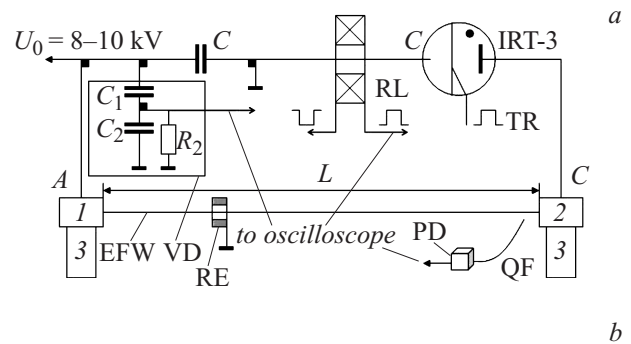 a
U₀ = 8–10 kV
C
C
IRT-3
RL
TR
C₁
C₂
R₂
A
L
C
1
2
to oscilloscope
PD
3
EFW
VD
RE
QF
3
b